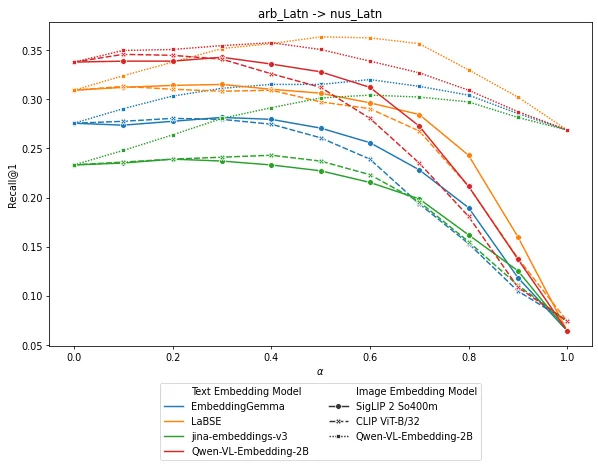 arb_Latn -> nus_Latn
Recall@1
0.35
0.30
0.25
0.20
0.15
0.10
0.05
0.0 0.2 0.4 0.6 0.8 1.0
α
Text Embedding Model Image Embedding Model
EmbeddingGemma SigLIP 2 So400m
LaBSE CLIP ViT-B/32
jina-embeddings-v3 Qwen-VL-Embedding-2B
Qwen-VL-Embedding-2B